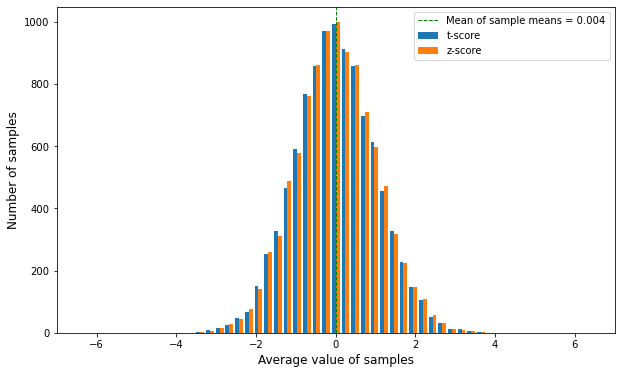 Mean of sample means = 0.004
t-score
z-score
1000
800
600
400
200
0
Number of samples
−6 −4 −2 0 2 4 6
Average value of samples